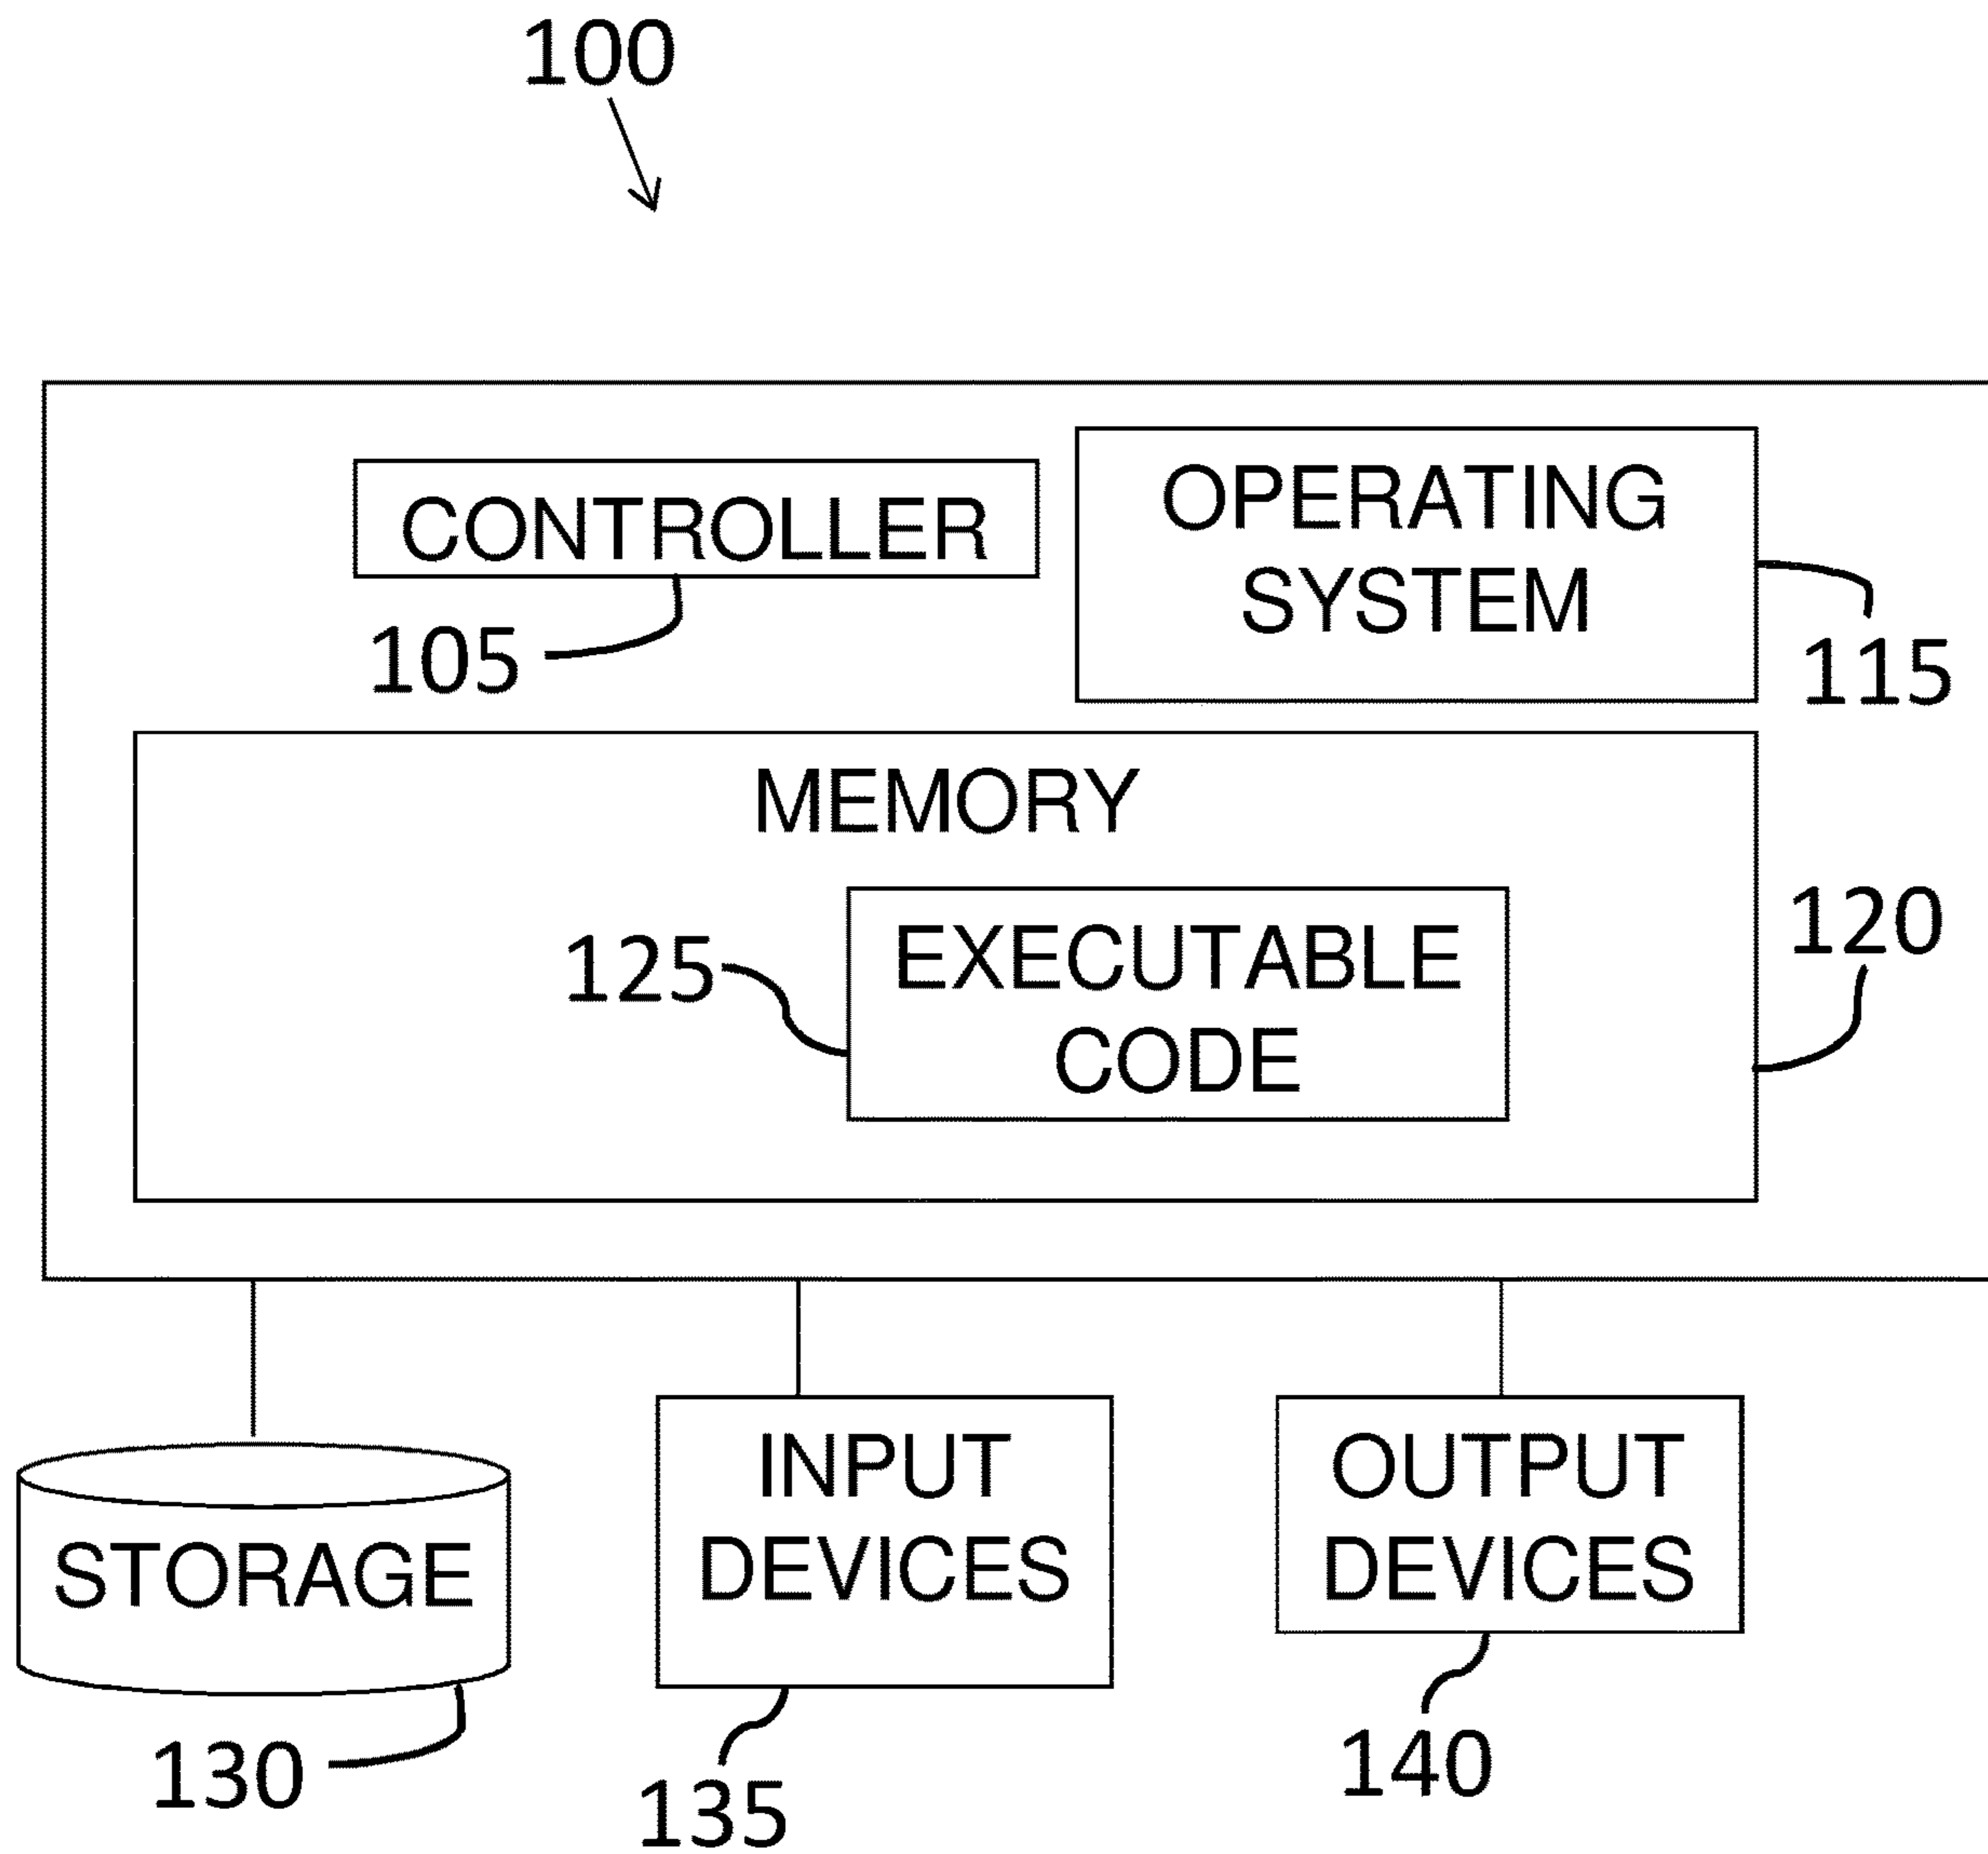 100
CONTROLLER
105
OPERATING
SYSTEM
115
MEMORY
125
EXECUTABLE
CODE
120
STORAGE
130
INPUT
DEVICES
135
OUTPUT
DEVICES
140